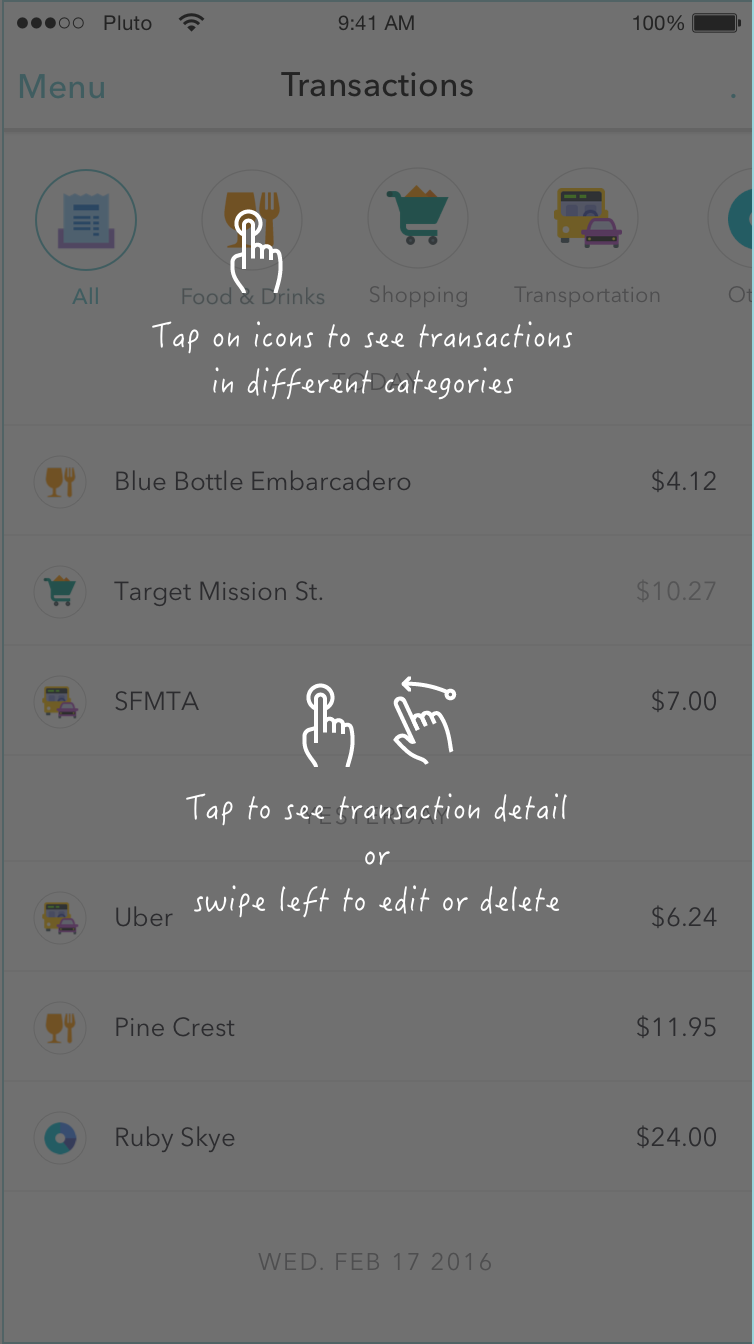 Pluto 9:41 AM 100%
Menu Transactions .
All Food & Drinks Shopping Transportation Ot
Tap on icons to see transactions
in different categories
TODAY
Blue Bottle Embarcadero $4.12
Target Mission St. $10.27
SFMTA $7.00
YESTERDAY
Tap to see transaction detail
or
swipe left to edit or delete
Uber $6.24
Pine Crest $11.95
Ruby Skye $24.00
WED. FEB 17 2016